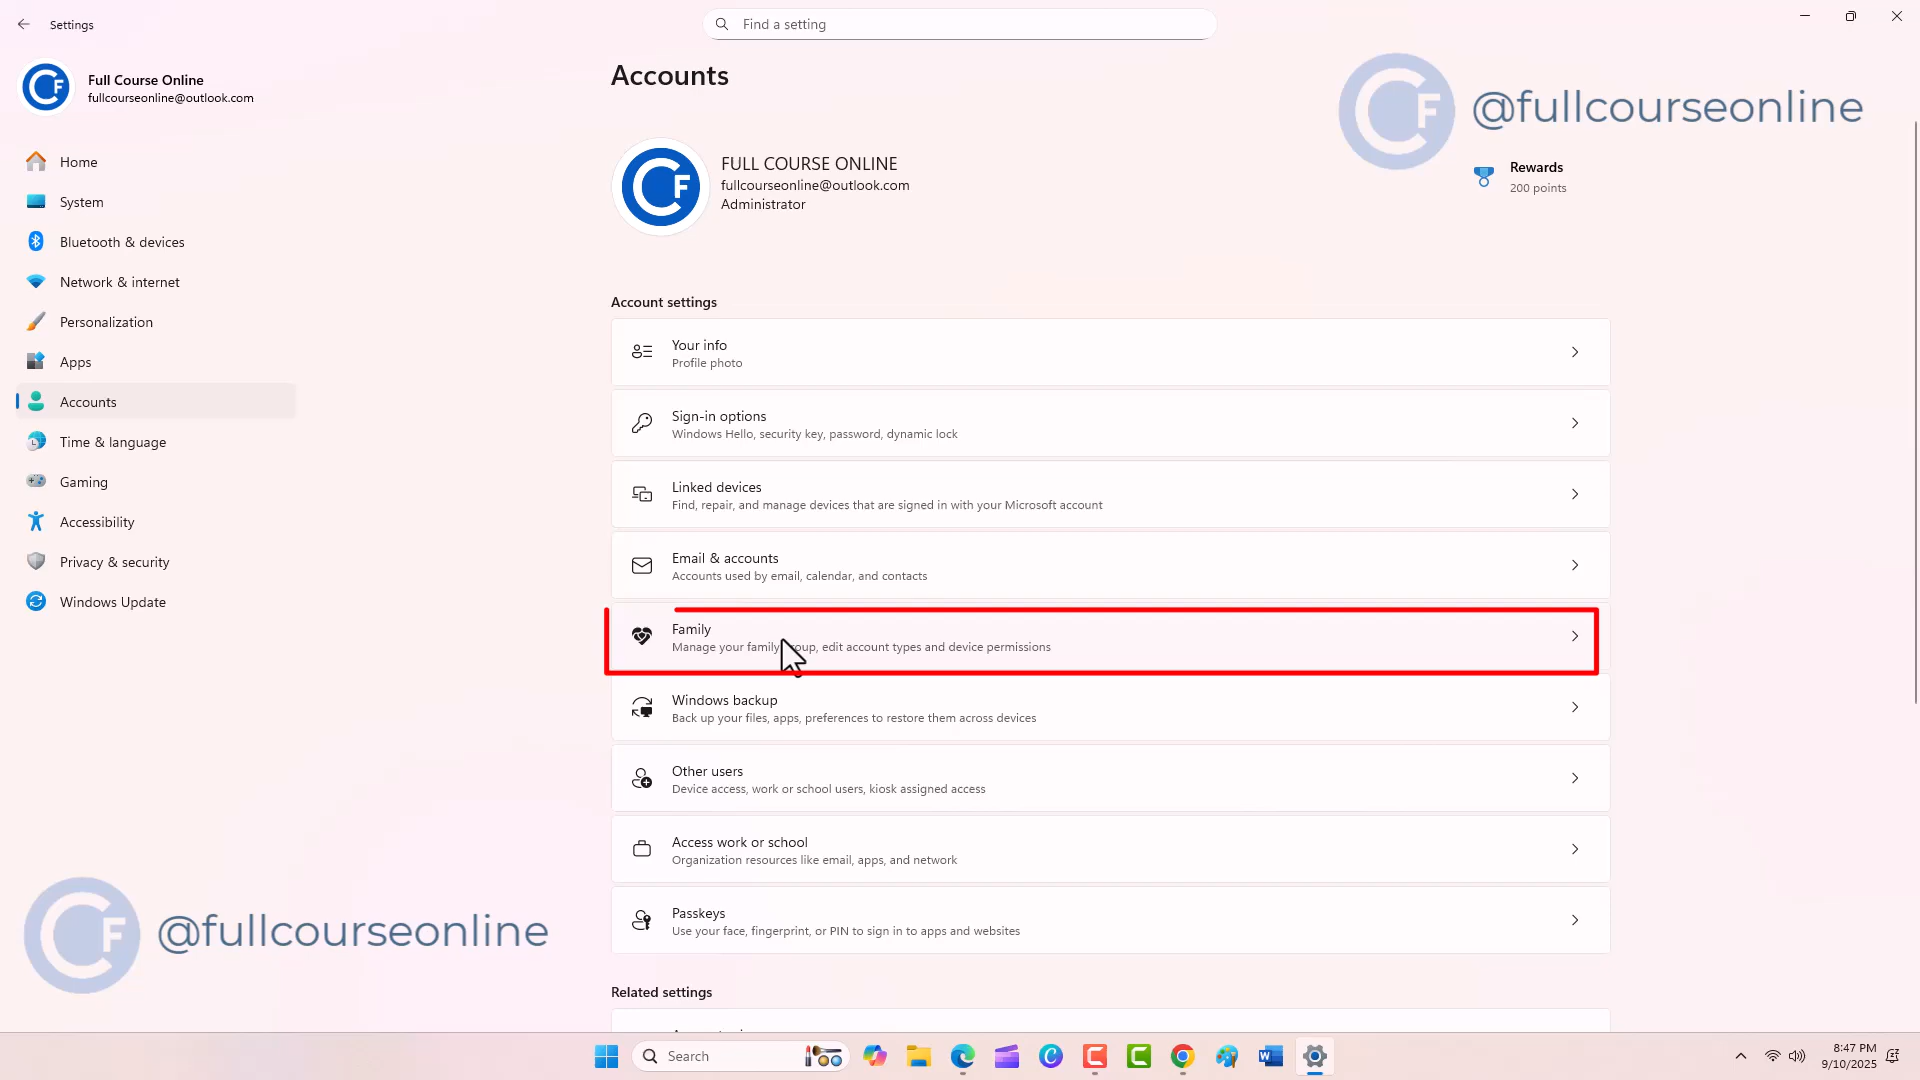 Settings
Find a setting
Full Course Online
fullcourseonline@outlook.com
Home
System
Bluetooth & devices
Network & internet
Personalization
Apps
Accounts
Time & language
Gaming
Accessibility
Privacy & security
Windows Update
Accounts
@fullcourseonline
FULL COURSE ONLINE
fullcourseonline@outlook.com
Administrator
Rewards
200 points
Account settings
Your info
Profile photo
Sign-in options
Windows Hello, security key, password, dynamic lock
Linked devices
Find, repair, and manage devices that are signed in with your Microsoft account
Email & accounts
Accounts used by email, calendar, and contacts
Family
Manage your family oup, edit account types and device permissions
Windows backup
Back up your files, apps, preferences to restore them across devices
Other users
Device access, work or school users, kiosk assigned access
Access work or school
Organization resources like email, apps, and network
Passkeys
Use your face, fingerprint, or PIN to sign in to apps and websites
Related settings
@fullcourseonline
Search
8:47 PM
9/10/2025